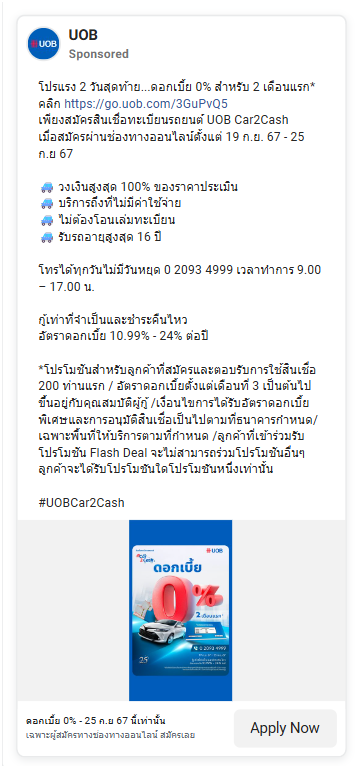 UOB
Sponsored
โปรแรง 2 วันสุดท้าย...ดอกเบี้ย 0% สำหรับ 2 เดือนแรก*
คลิก https://go.uob.com/3GuPvQ5
เพียงสมัครสินเชื่อทะเบียนรถยนต์ UOB Car2Cash
เมื่อสมัครผ่านช่องทางออนไลน์ตั้งแต่ 19 ก.ย. 67 - 25
ก.ย 67
วงเงินสูงสุด 100% ของราคาประเมิน
บริการถึงที่ไม่มีค่าใช้จ่าย
ไม่ต้องโอนเล่มทะเบียน
รับรถอายุสูงสุด 16 ปี
โทรได้ทุกวันไม่มีวันหยุด 0 2093 4999 เวลาทำการ 9.00
– 17.00 น.
กู้เท่าที่จำเป็นและชำระคืนไหว
อัตราดอกเบี้ย 10.99% - 24% ต่อปี
*โปรโมชันสำหรับลูกค้าที่สมัครและตอบรับการใช้สินเชื่อ
200 ท่านแรก / อัตราดอกเบี้ยตั้งแต่เดือนที่ 3 เป็นต้นไป
ขึ้นอยู่กับคุณสมบัติผู้กู้ /เงื่อนไขการได้รับอัตราดอกเบี้ย
พิเศษและการอนุมัติสินเชื่อเป็นไปตามที่ธนาคารกำหนด/
เฉพาะพื้นที่ให้บริการตามที่กำหนด /ลูกค้าที่เข้าร่วมรับ
โปรโมชัน Flash Deal จะไม่สามารถร่วมโปรโมชันอื่นๆ
ลูกค้าจะได้รับโปรโมชันใดโปรโมชันหนึ่งเท่านั้น
#UOBCar2Cash
UOB
ดอกเบี้ย
0%
2 เดือนแรก*
0 2093 4999
25
ดอกเบี้ย 0% - 25 ก.ย 67 นี้เท่านั้น
เฉพาะผู้สมัครทางช่องทางออนไลน์ สมัครเลย
Apply Now